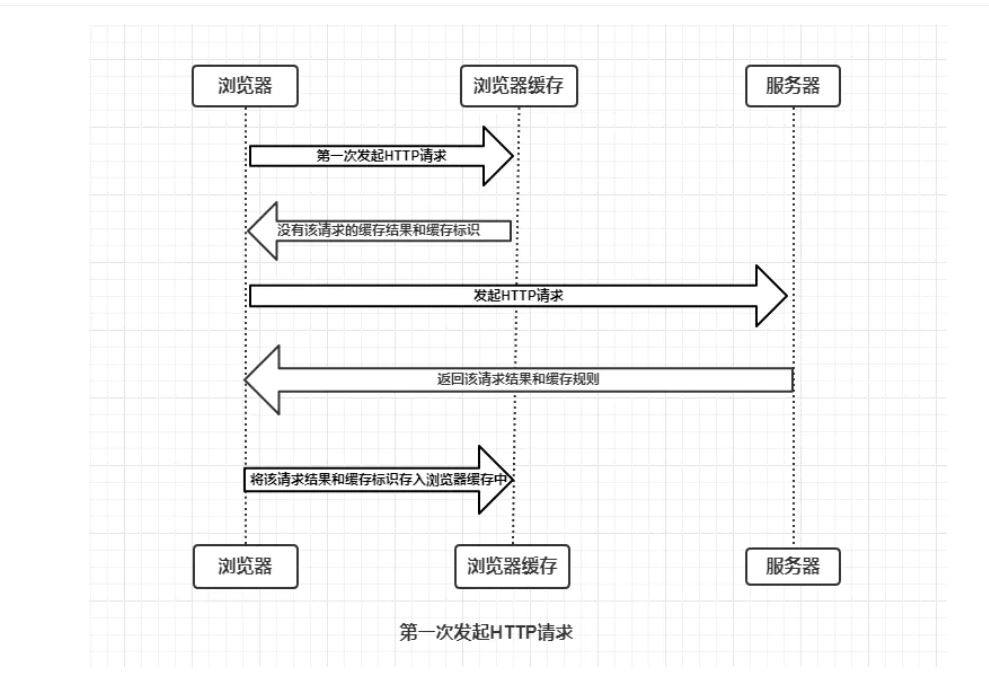 浏览器
浏览器缓存
服务器
第一次发起HTTP请求
没有该请求的缓存结果和缓存标识
发起HTTP请求
返回该请求结果和缓存规则
将该请求结果和缓存标识存入浏览器缓存中
浏览器
浏览器缓存
服务器
第一次发起HTTP请求